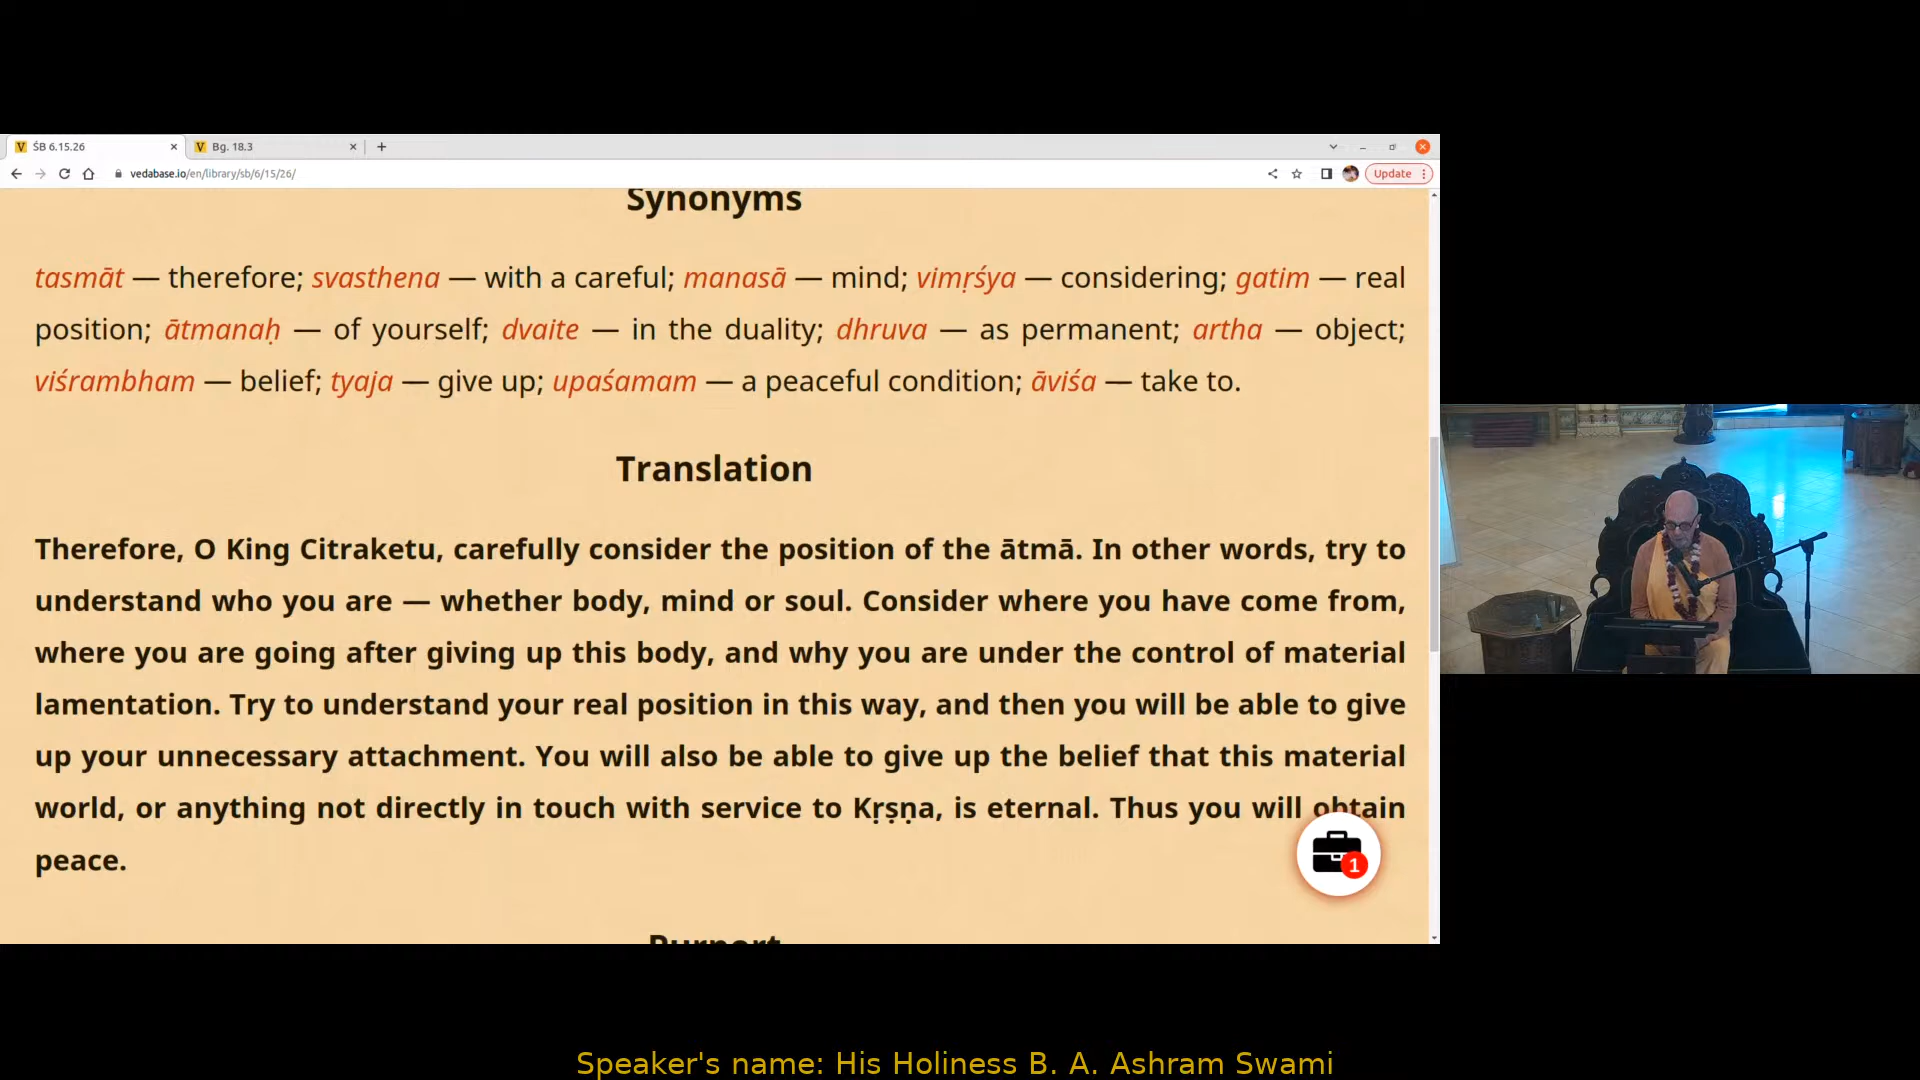 ŚB 6.15.26
Bg. 18.3
vedabase.io/en/library/sb/6/15/26/
Update
Synonyms
tasmāt — therefore; svasthena — with a careful; manasā — mind; vimṛśya — considering; gatim — real
position; ātmanaḥ — of yourself; dvaite — in the duality; dhruva — as permanent; artha — object;
viśrambham — belief; tyaja — give up; upaśamam — a peaceful condition; āviśa — take to.
Translation
Therefore, O King Citraketu, carefully consider the position of the ātmā. In other words, try to
understand who you are — whether body, mind or soul. Consider where you have come from,
where you are going after giving up this body, and why you are under the control of material
lamentation. Try to understand your real position in this way, and then you will be able to give
up your unnecessary attachment. You will also be able to give up the belief that this material
world, or anything not directly in touch with service to Kṛṣṇa, is eternal. Thus you will obtain
peace.
1
Purport
Speaker's name: His Holiness B. A. Ashram Swami